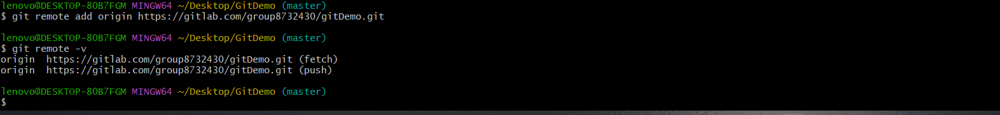 lenovo@DESKTOP-80B7FGM MINGW64 ~/Desktop/GitDemo (master)
$ git remote add origin https://gitlab.com/group8732430/gitDemo.git
lenovo@DESKTOP-80B7FGM MINGW64 ~/Desktop/GitDemo (master)
$ git remote -v
origin  https://gitlab.com/group8732430/gitDemo.git (fetch)
origin  https://gitlab.com/group8732430/gitDemo.git (push)
lenovo@DESKTOP-80B7FGM MINGW64 ~/Desktop/GitDemo (master)
$